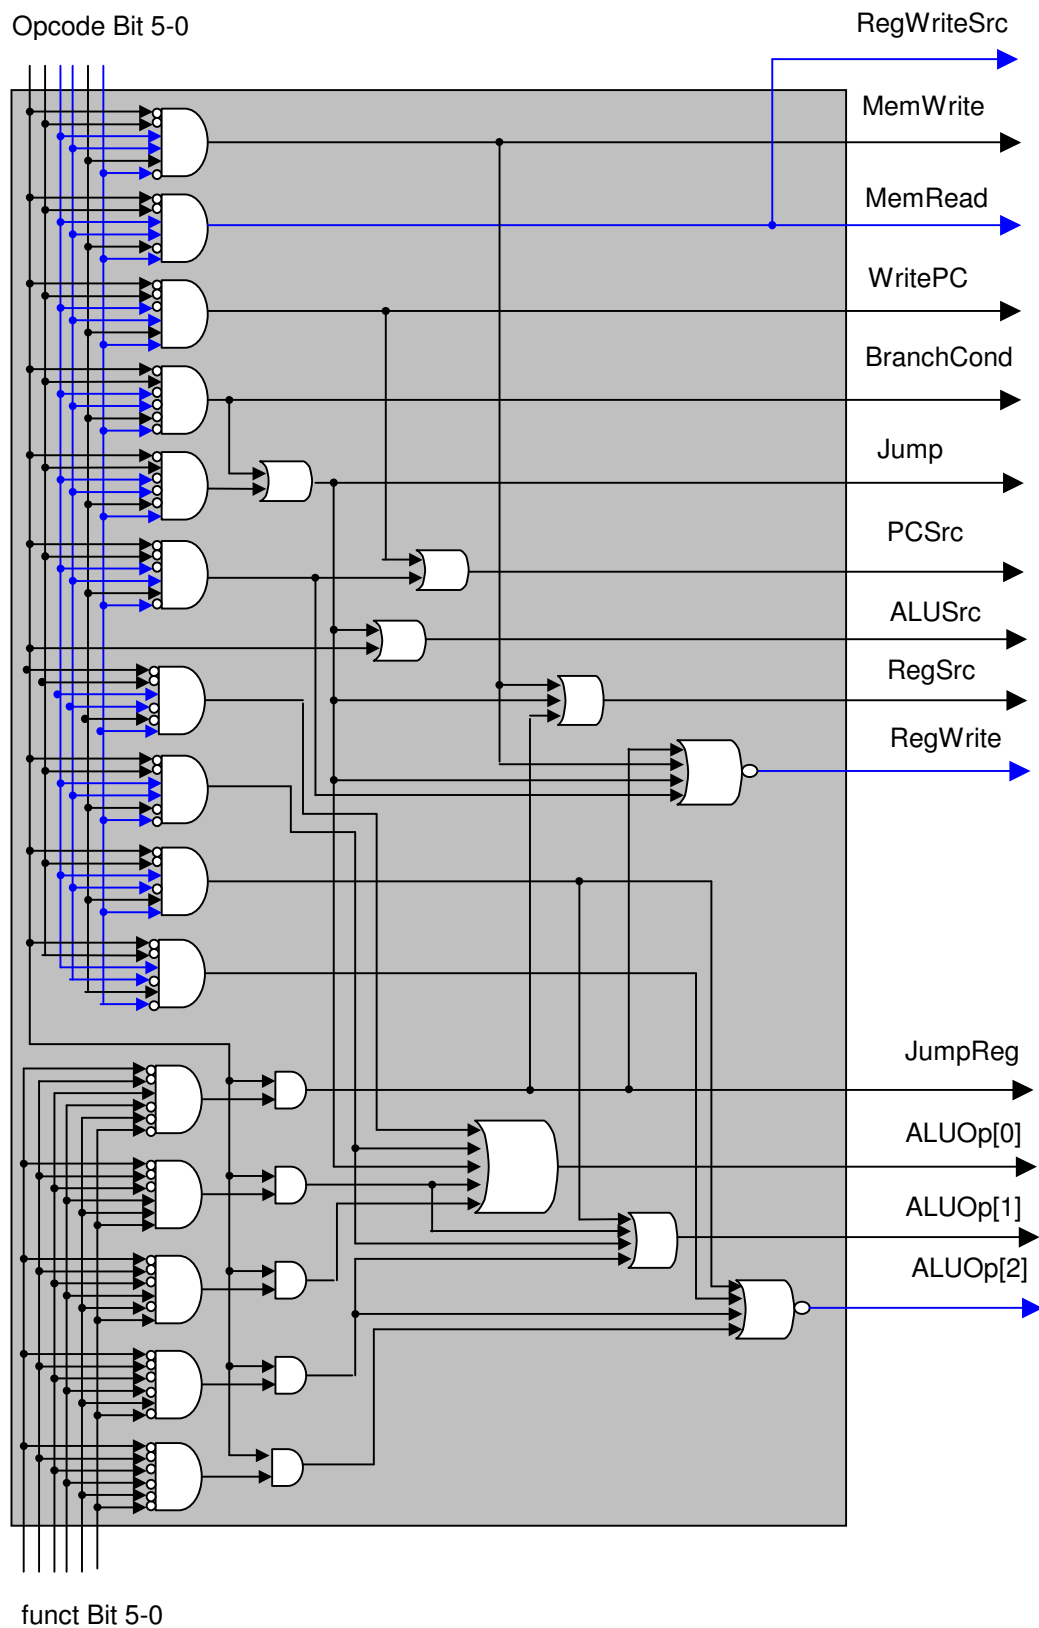 Opcode Bit 5-0
RegWriteSrc
MemWrite
MemRead
WritePC
BranchCond
Jump
PCSrc
ALUSrc
RegSrc
RegWrite
JumpReg
ALUOp[0]
ALUOp[1]
ALUOp[2]
funct Bit 5-0